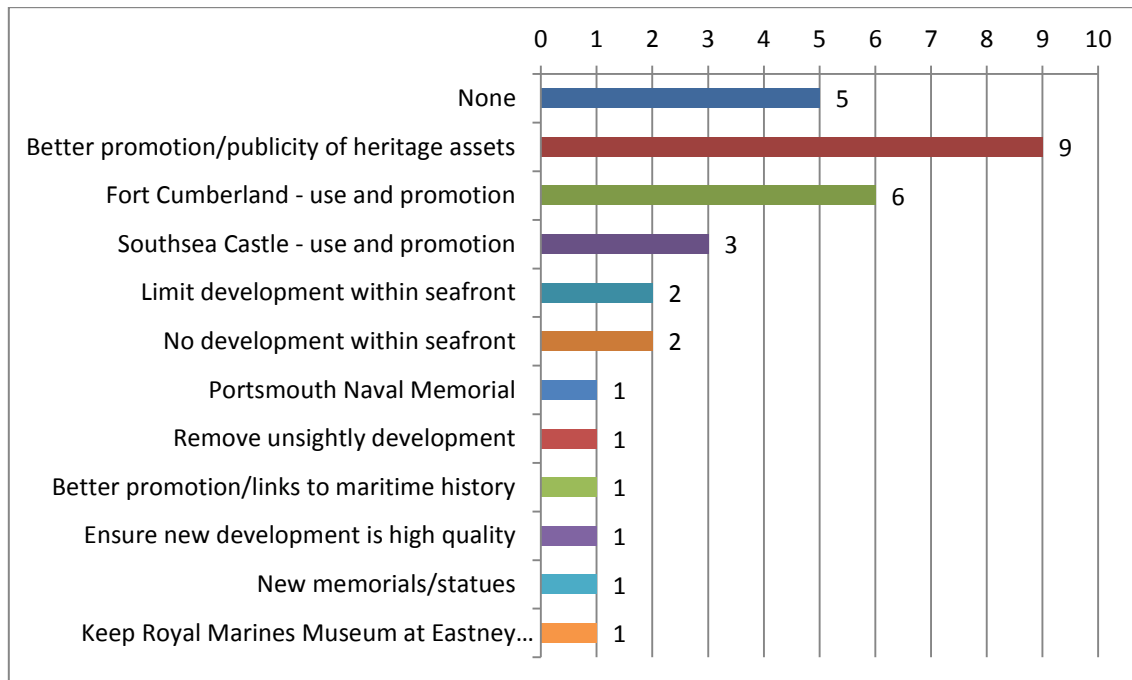 0 1 2 3 4 5 6 7 8 9 10
None 5
Better promotion/publicity of heritage assets 9
Fort Cumberland - use and promotion 6
Southsea Castle - use and promotion 3
Limit development within seafront 2
No development within seafront 2
Portsmouth Naval Memorial 1
Remove unsightly development 1
Better promotion/links to maritime history 1
Ensure new development is high quality 1
New memorials/statues 1
Keep Royal Marines Museum at Eastney... 1